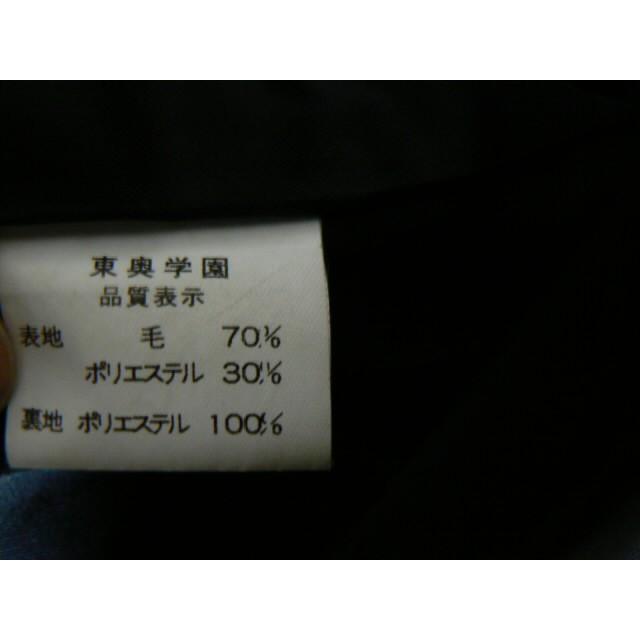 東奥学園
品質表示
表地 毛 70%
ポリエステル 30%
裏地 ポリエステル 100%